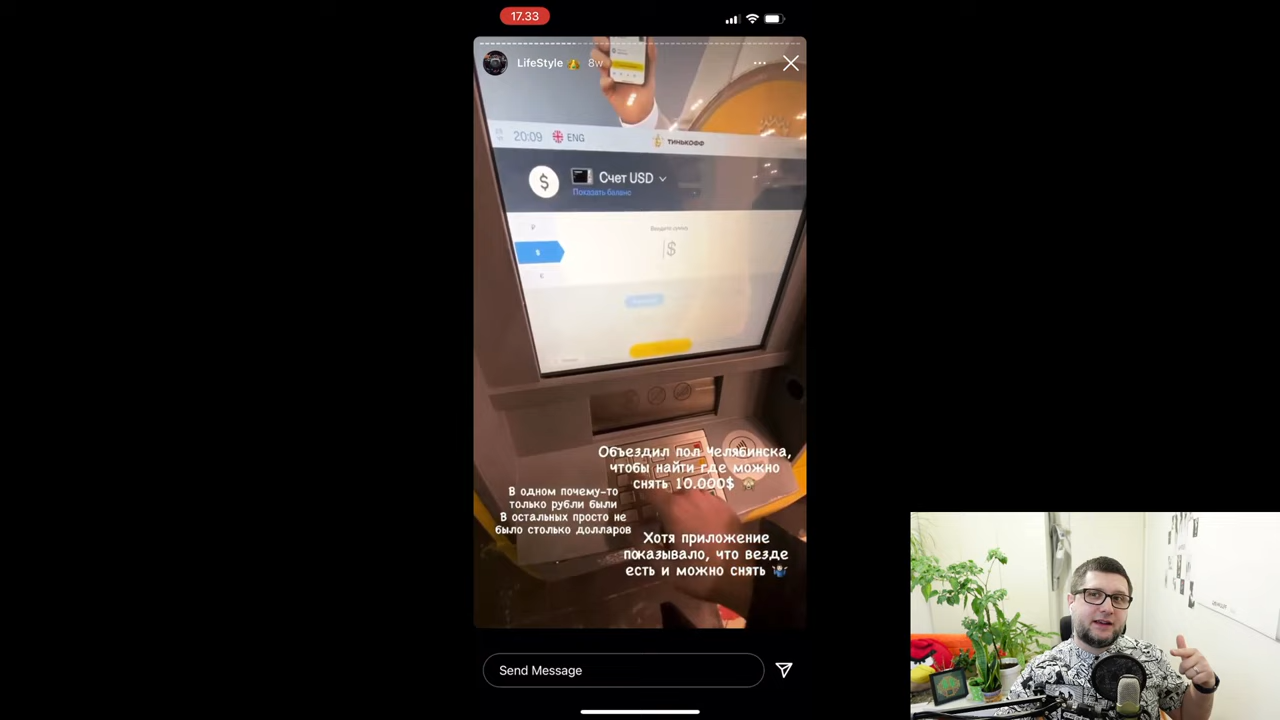 17.33
LifeStyle
8w
20:09
ENG
ТИНЬКОФФ
$
Счет USD
Показать баланс
₽
Введите сумму
$
$
€
Объездил пол Челябинска,
чтобы найти где можно
снять 10.000$
В одном почему-то
только рубли были
В остальных просто не
было столько долларов
Хотя приложение
показывало, что везде
есть и можно снять
Send Message